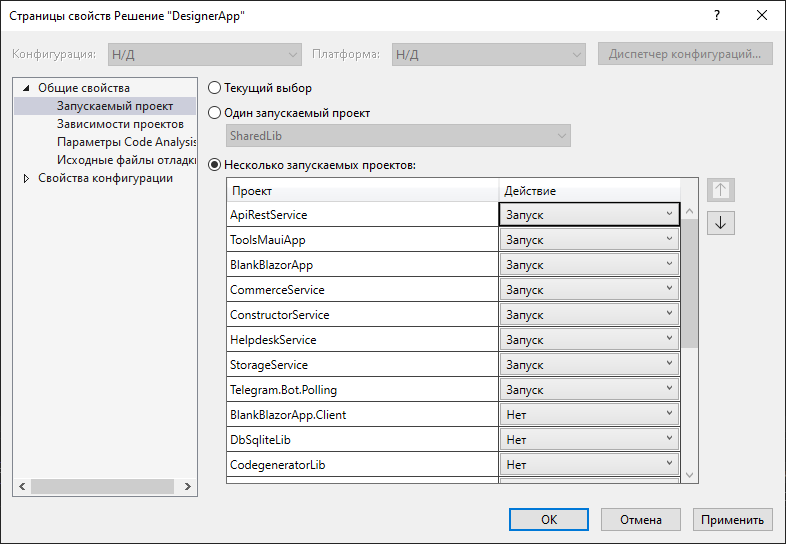 Страницы свойств Решение "DesignerApp"
Конфигурация: Н/Д Платформа: Н/Д Диспетчер конфигураций...
Общие свойства
Запускаемый проект
Зависимости проектов
Параметры Code Analysis
Исходные файлы отладки
Свойства конфигурации
Текущий выбор
Один запускаемый проект
SharedLib
Несколько запускаемых проектов:
Проект Действие
ApiRestService Запуск
ToolsMauiApp Запуск
BlankBlazorApp Запуск
CommerceService Запуск
ConstructorService Запуск
HelpdeskService Запуск
StorageService Запуск
Telegram.Bot.Polling Запуск
BlankBlazorApp.Client Нет
DbSqliteLib Нет
CodegeneratorLib Нет
ОК Отмена Применить